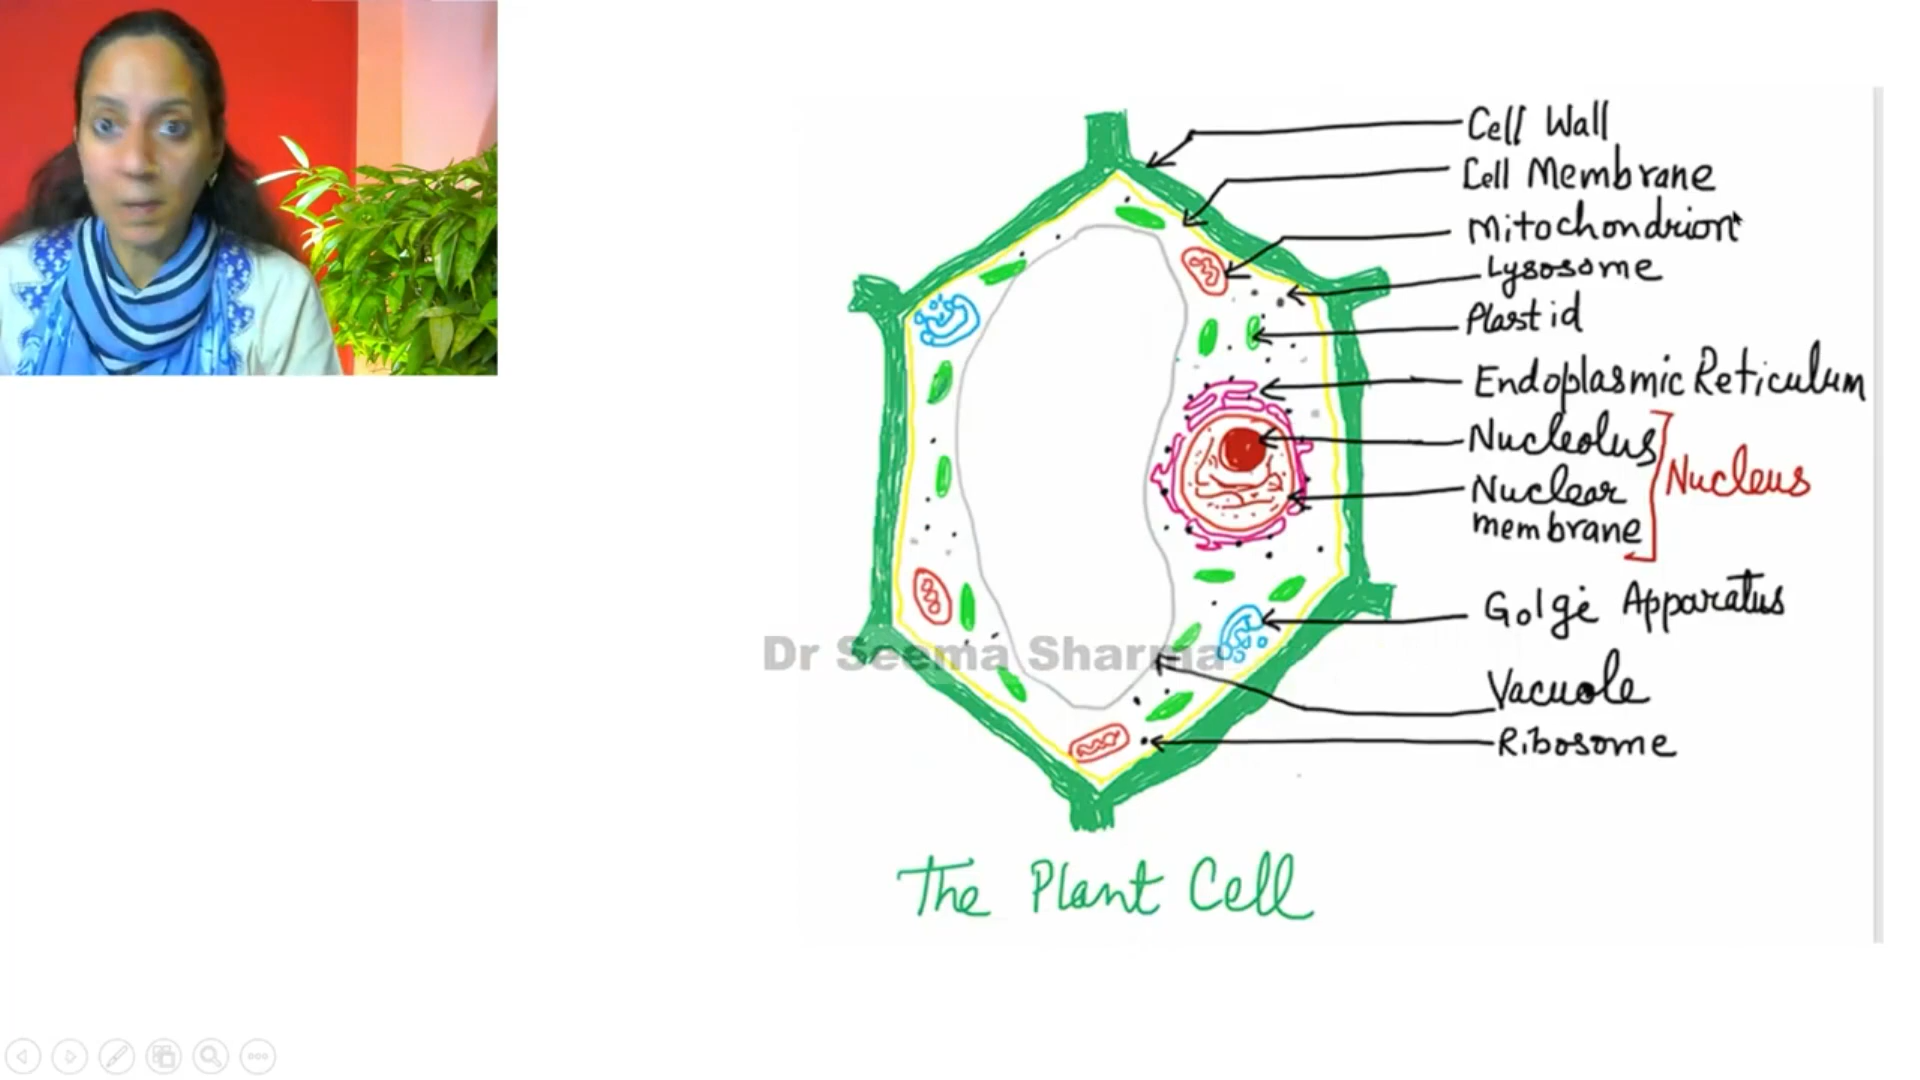 Cell Wall
Cell Membrane
Mitochondrion
Lysosome
Plastid
Endoplasmic Reticulum
Nucleolus
Nuclear
membrane
Nucleus
Golgi Apparatus
Dr Seema Sharma
Vacuole
Ribosome
The Plant Cell